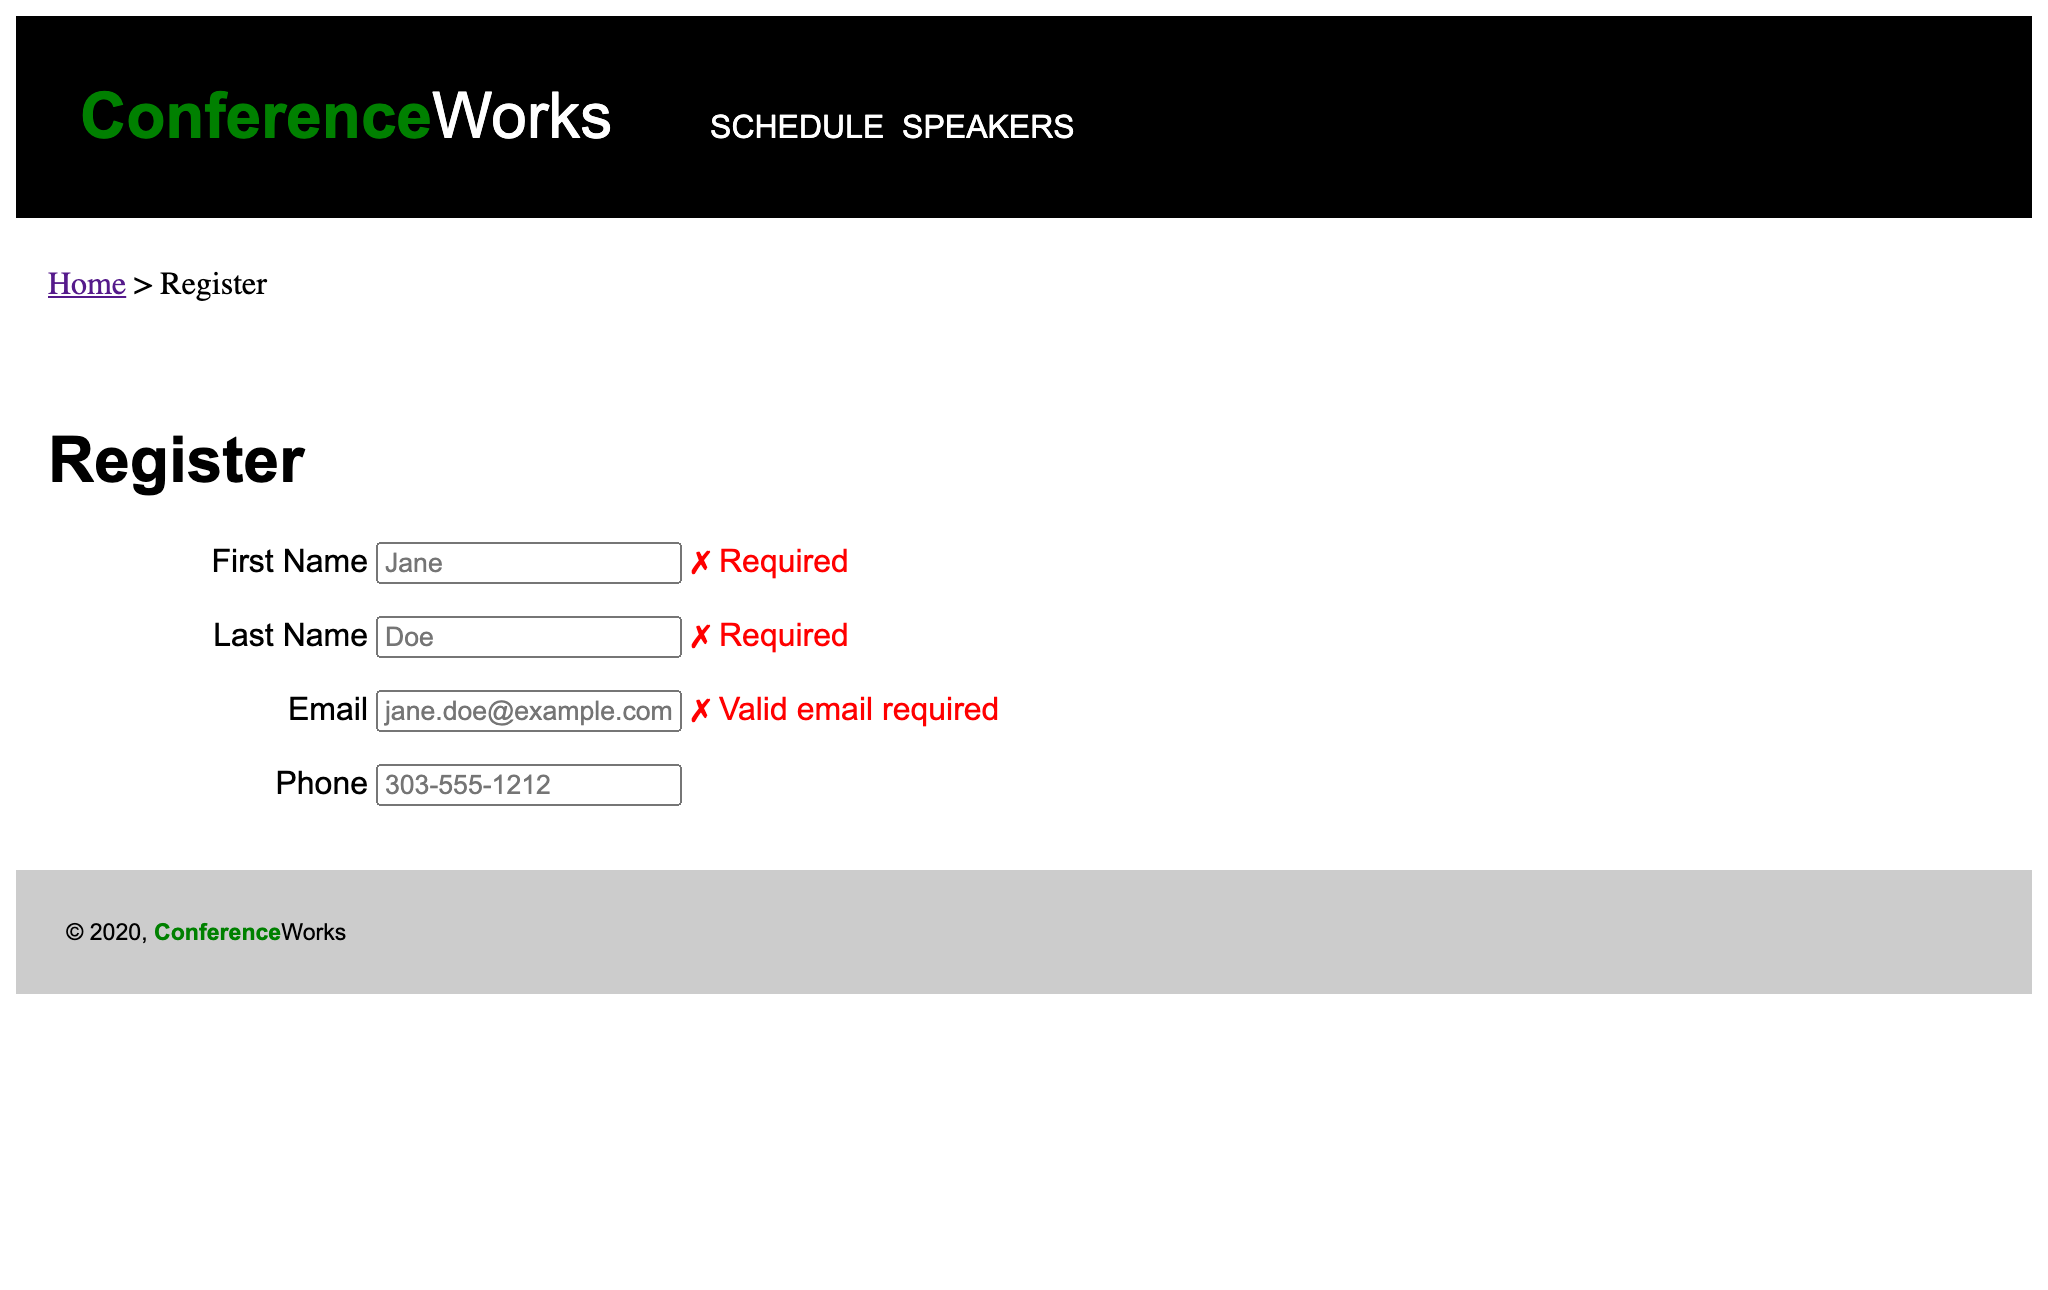 ConferenceWorks SCHEDULE SPEAKERS
Home > Register
Register
First Name Jane ✗ Required
Last Name Doe ✗ Required
Email jane.doe@example.com ✗ Valid email required
Phone 303-555-1212
© 2020, ConferenceWorks